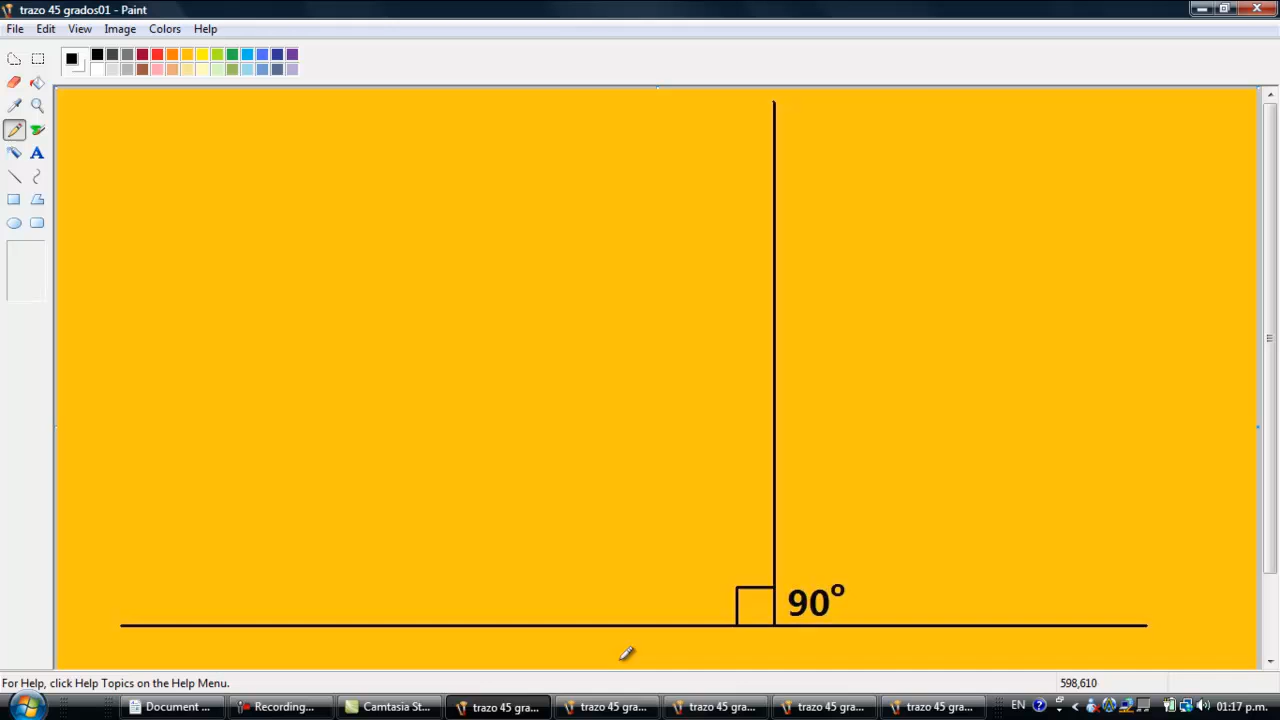 trazo 45 grados01 - Paint
File Edit View Image Colors Help
A
90º
For Help, click Help Topics on the Help Menu.
598,610
Document ...
Recording...
Camtasia St...
trazo 45 gra...
trazo 45 gra...
trazo 45 gra...
trazo 45 gra...
trazo 45 gra...
EN
01:17 p.m.